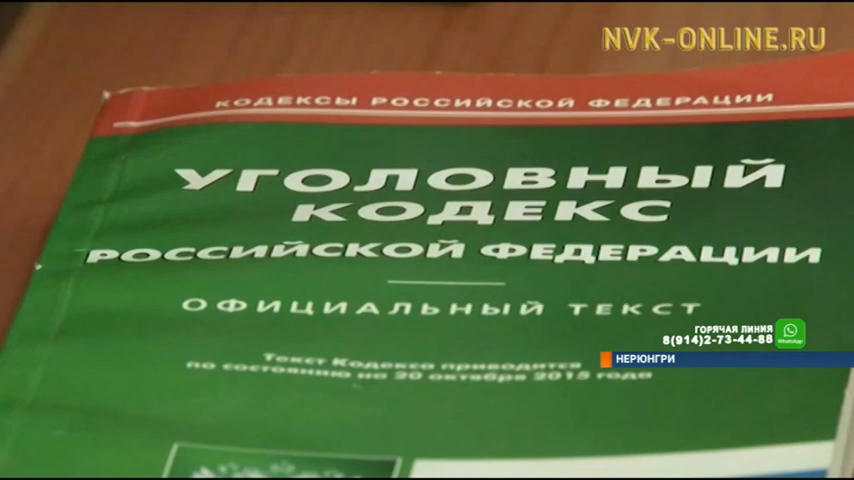 NVK-ONLINE.RU
КОДЕКСЫ РОССИЙСКОЙ ФЕДЕРАЦИИ
УГОЛОВНЫЙ
КОДЕКС
РОССИЙСКОЙ ФЕДЕРАЦИИ
ОФИЦИАЛЬНЫЙ ТЕКСТ
Текст Кодекса приводится
по состоянию на 20 октября 2015 года
ГОРЯЧАЯ ЛИНИЯ
8(914)2-73-44-88
WhatsApp
НЕРЮНГРИ